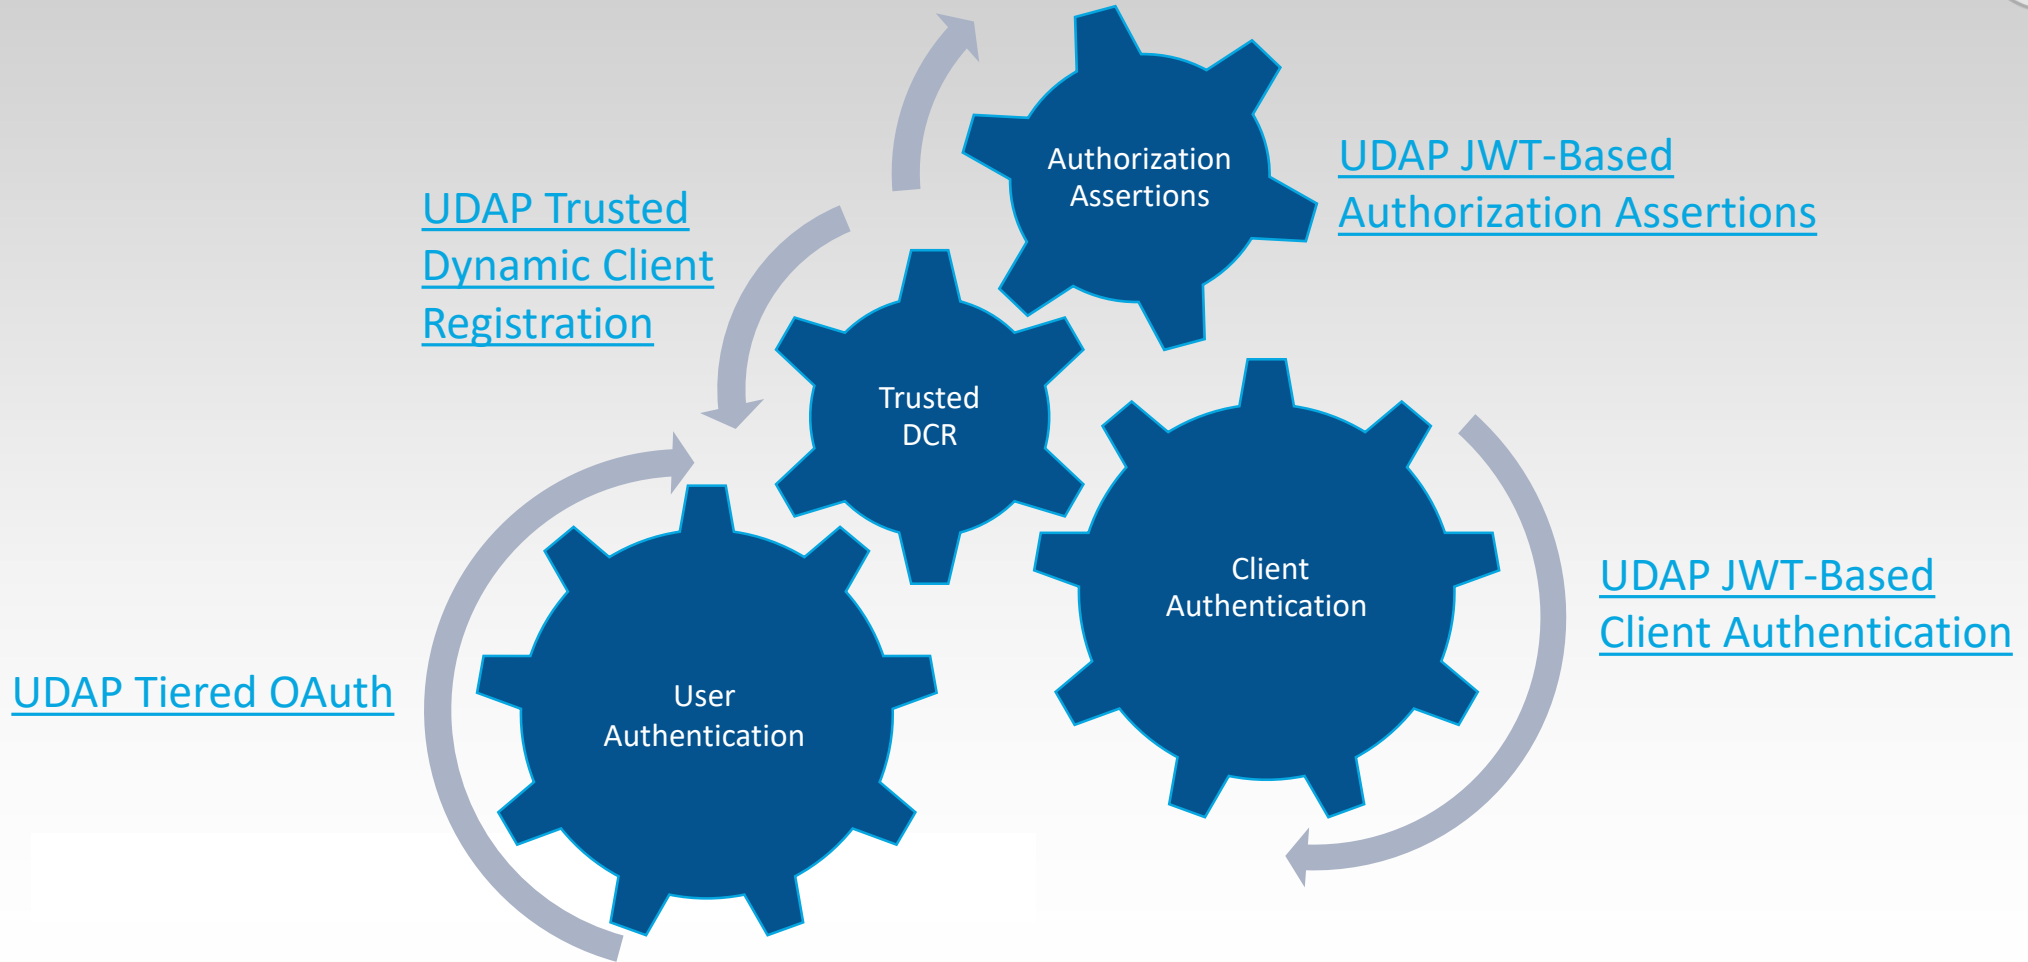 Authorization
Assertions
UDAP JWT-Based
Authorization Assertions
UDAP Trusted
Dynamic Client
Registration
Trusted
DCR
Client
Authentication
UDAP JWT-Based
Client Authentication
UDAP Tiered OAuth
User
Authentication